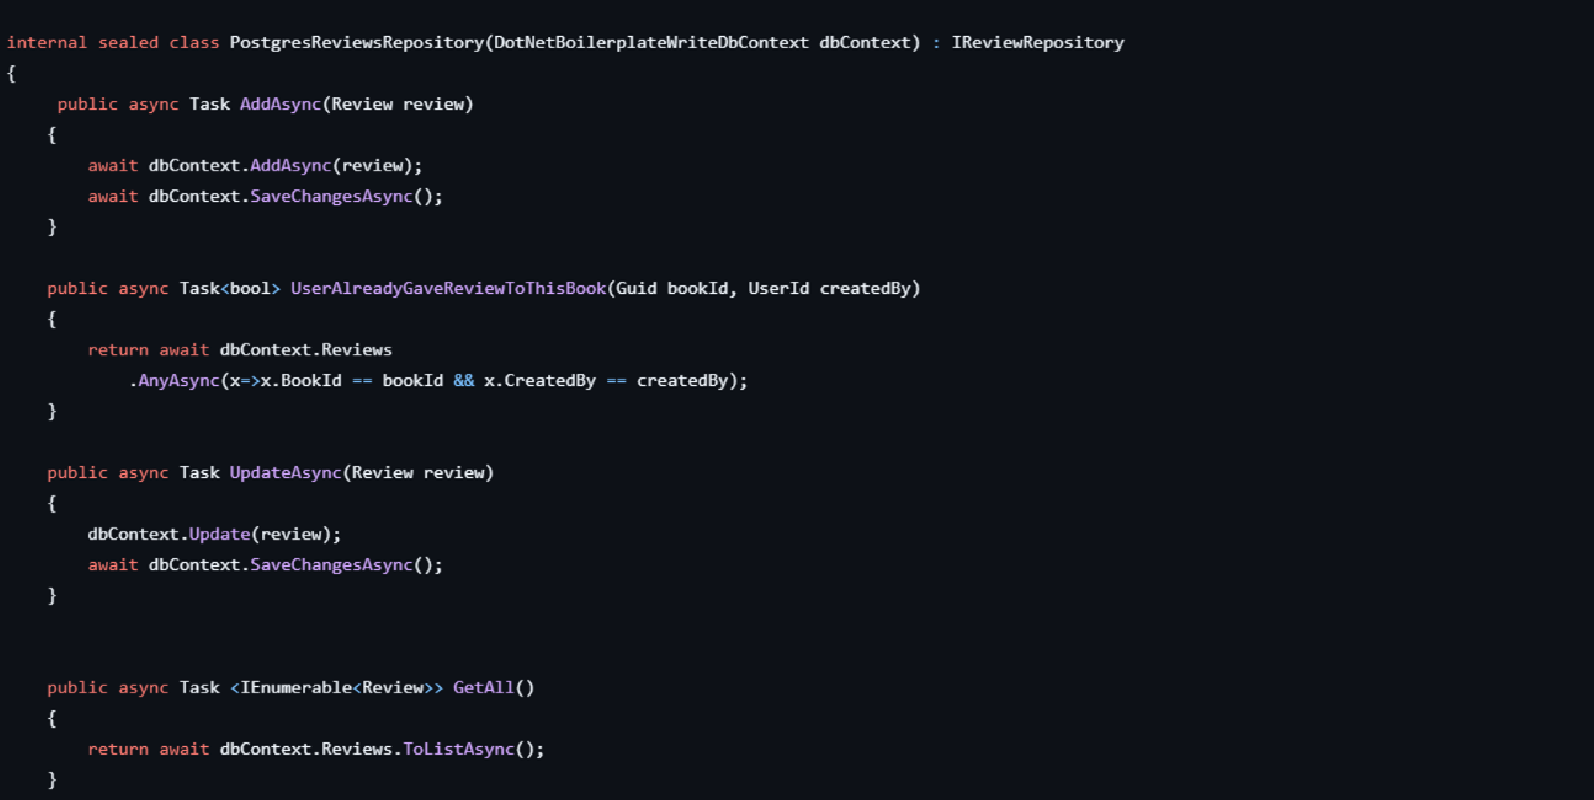 internal sealed class PostgresReviewsRepository(DotNetBoilerplateWriteDbContext dbContext) : IReviewRepository
{
     public async Task AddAsync(Review review)
    {
        await dbContext.AddAsync(review);
        await dbContext.SaveChangesAsync();
    }
    public async Task<bool> UserAlreadyGaveReviewToThisBook(Guid bookId, UserId createdBy)
    {
        return await dbContext.Reviews
            .AnyAsync(x=>x.BookId == bookId && x.CreatedBy == createdBy);
    }
    public async Task UpdateAsync(Review review)
    {
        dbContext.Update(review);
        await dbContext.SaveChangesAsync();
    }
    public async Task <IEnumerable<Review>> GetAll()
    {
        return await dbContext.Reviews.ToListAsync();
    }